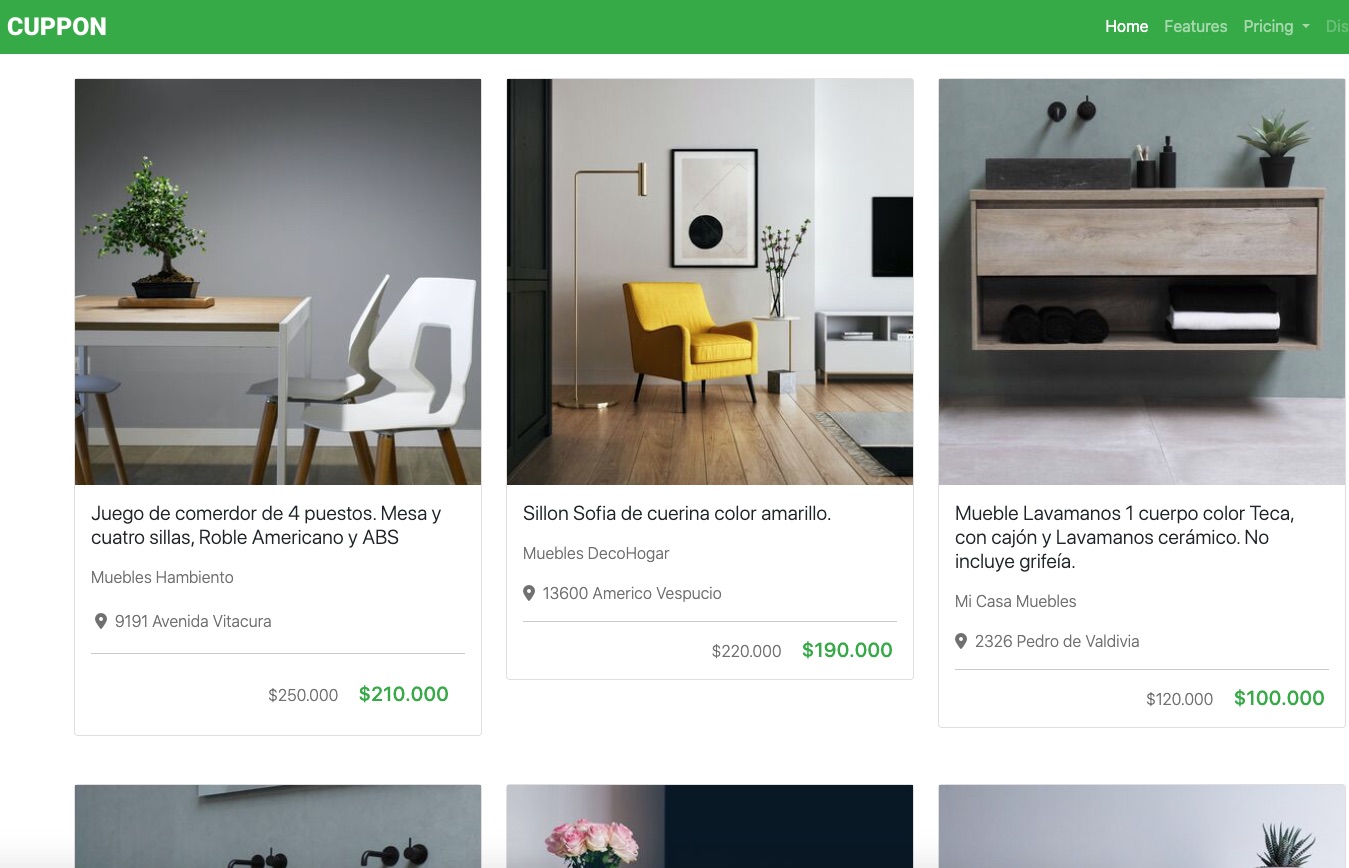 CUPPON
Home Features Pricing Dis
Juego de comerdor de 4 puestos. Mesa y
cuatro sillas, Roble Americano y ABS
Muebles Hambiento
9191 Avenida Vitacura
$250.000 $210.000
Sillon Sofia de cuerina color amarillo.
Muebles DecoHogar
13600 Americo Vespucio
$220.000 $190.000
Mueble Lavamanos 1 cuerpo color Teca,
con cajón y Lavamanos cerámico. No
incluye grifeía.
Mi Casa Muebles
2326 Pedro de Valdivia
$120.000 $100.000